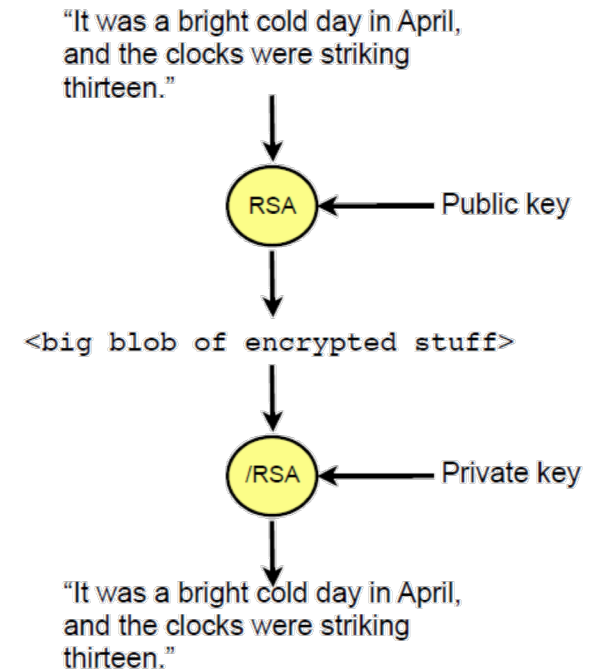 “It was a bright cold day in April,
and the clocks were striking
thirteen.”
RSA
Public key
<big blob of encrypted stuff>
/RSA
Private key
“It was a bright cold day in April,
and the clocks were striking
thirteen.”